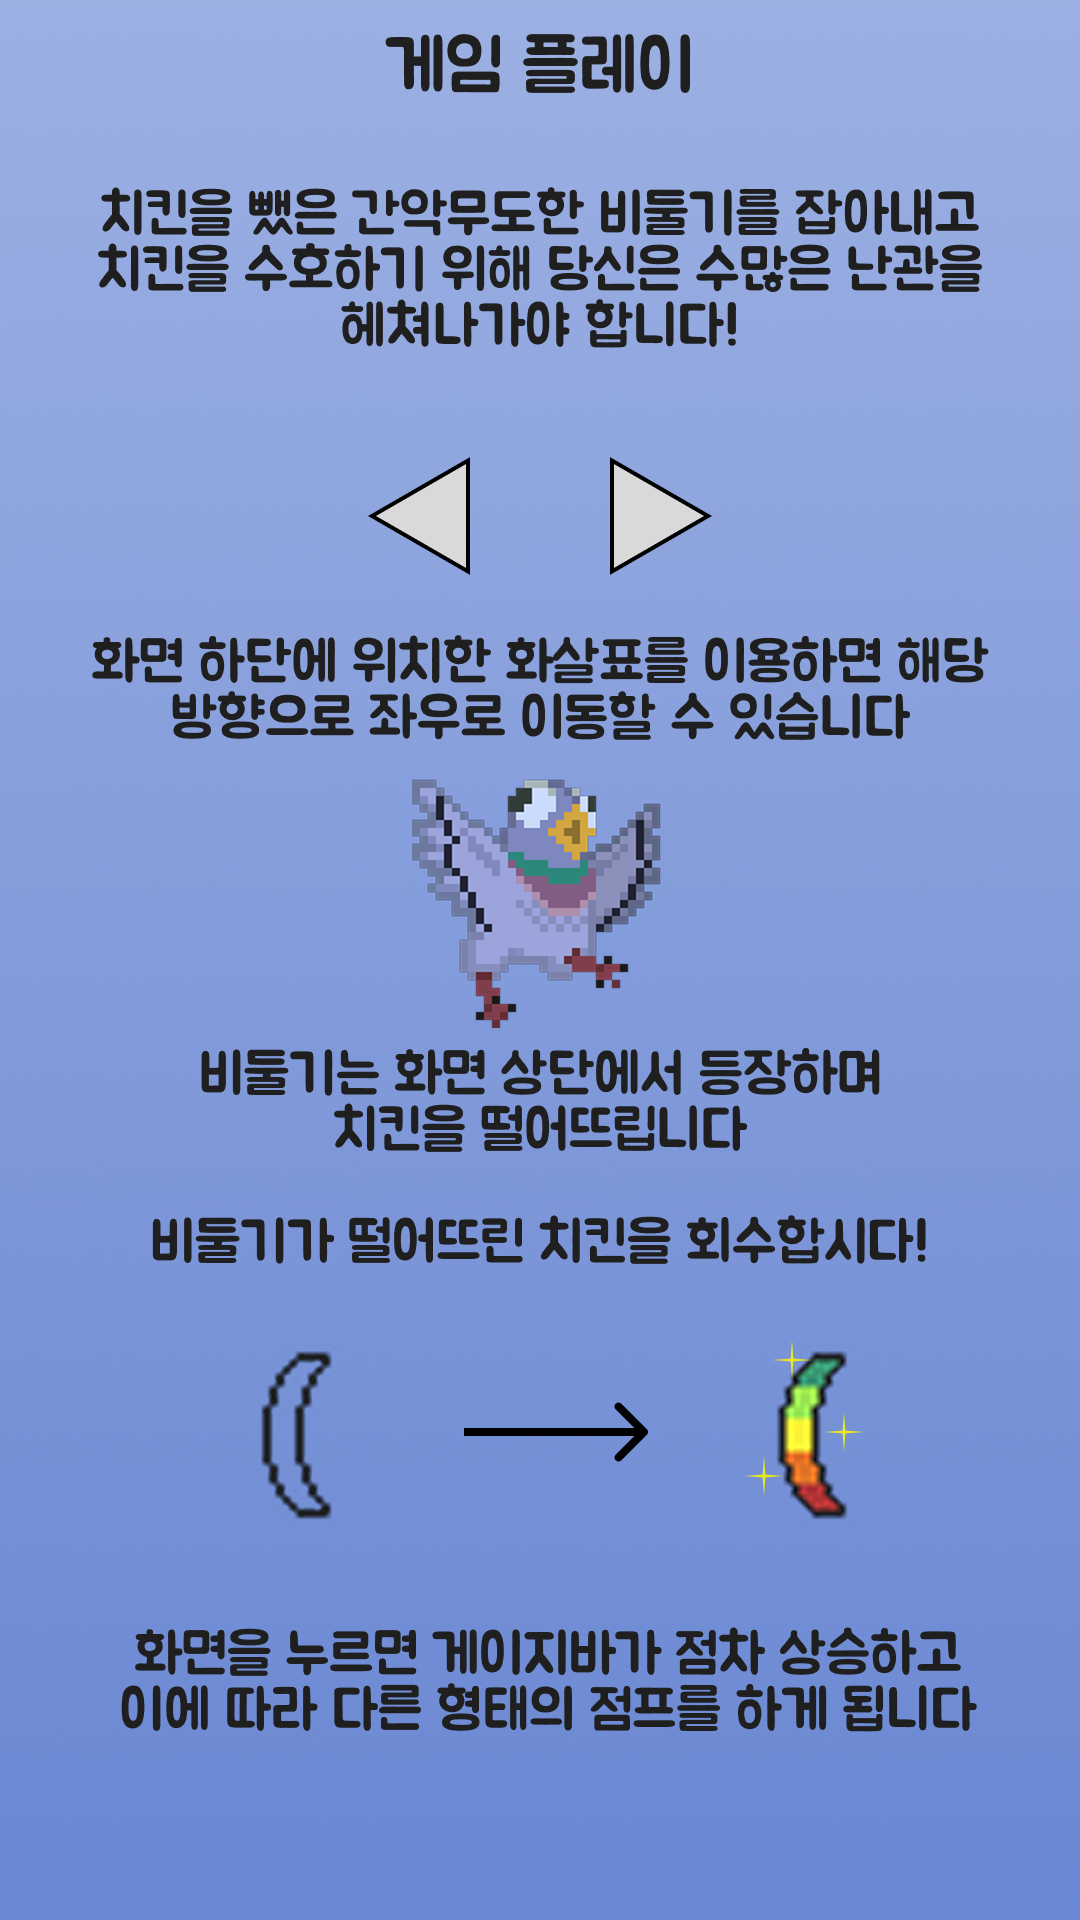 게임 플레이
치킨을 뺐은 간악무도한 비둘기를 잡아내고
치킨을 수호하기 위해 당신은 수많은 난관을
헤쳐나가야 합니다!
화면 하단에 위치한 화살표를 이용하면 해당
방향으로 좌우로 이동할 수 있습니다
비둘기는 화면 상단에서 등장하며
치킨을 떨어뜨립니다
비둘기가 떨어뜨린 치킨을 회수합시다!
화면을 누르면 게이지바가 점차 상승하고
이에 따라 다른 형태의 점프를 하게 됩니다